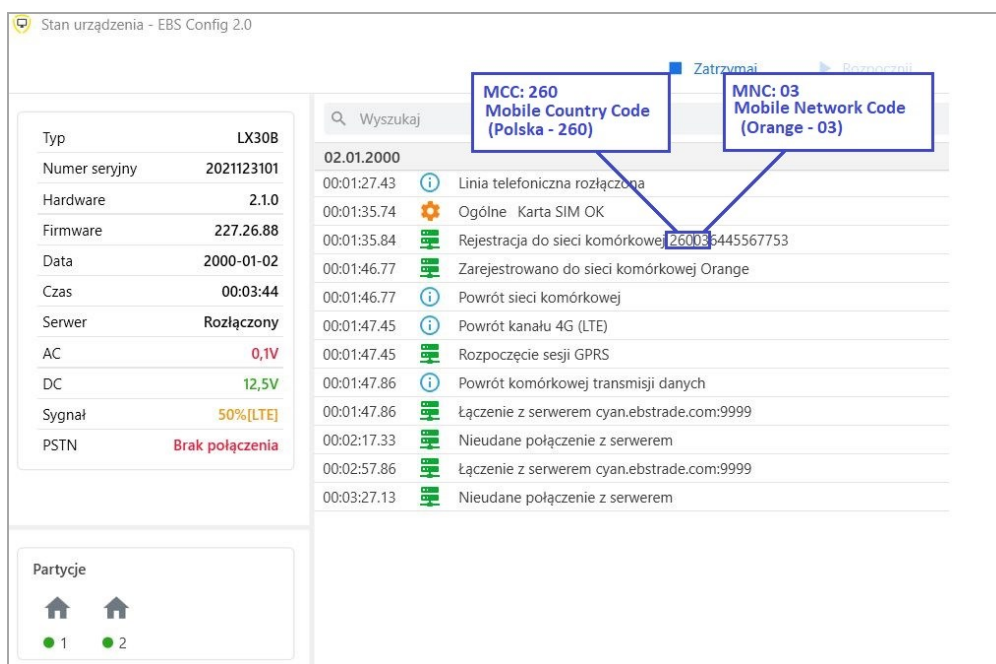 Stan urządzenia - EBS Config 2.0
Zatrzymaj Rozpocznij
MCC: 260
Mobile Country Code
(Polska - 260)
MNC: 03
Mobile Network Code
(Orange - 03)
Typ LX30B
Numer seryjny 2021123101
Hardware 2.1.0
Firmware 227.26.88
Data 2000-01-02
Czas 00:03:44
Serwer Rozłączony
AC 0,1V
DC 12,5V
Sygnał 50%[LTE]
PSTN Brak połączenia
Wyszukaj
02.01.2000
00:01:27.43 Linia telefoniczna rozłączona
00:01:35.74 Ogólne Karta SIM OK
00:01:35.84 Rejestracja do sieci komórkowej 260036445567753
00:01:46.77 Zarejestrowano do sieci komórkowej Orange
00:01:46.77 Powrót sieci komórkowej
00:01:47.45 Powrót kanału 4G (LTE)
00:01:47.45 Rozpoczęcie sesji GPRS
00:01:47.86 Powrót komórkowej transmisji danych
00:01:47.86 Łączenie z serwerem cyan.ebstrade.com:9999
00:02:17.33 Nieudane połączenie z serwerem
00:02:57.86 Łączenie z serwerem cyan.ebstrade.com:9999
00:03:27.13 Nieudane połączenie z serwerem
Partycje
1 2